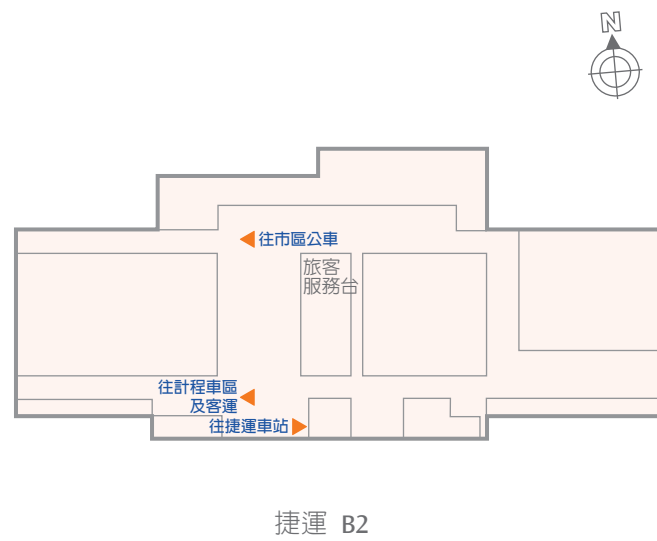 N
往市區公車
旅客
服務台
往計程車區
及客運
往捷運車站
捷運 B2